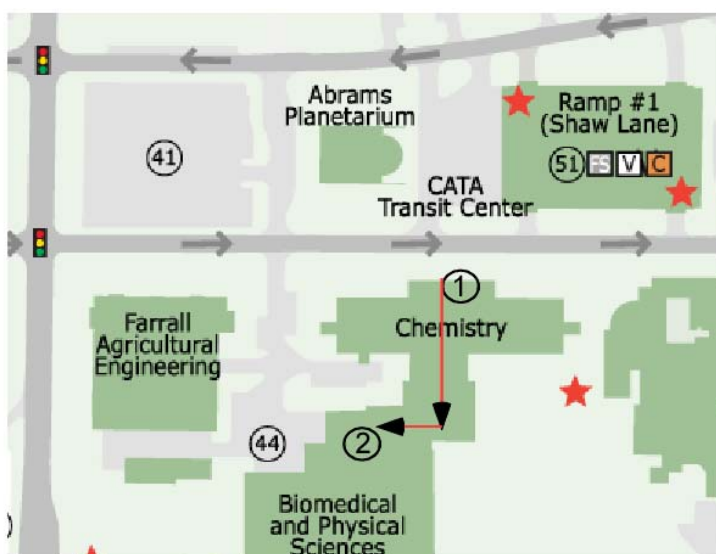 Abrams
Planetarium
Ramp #1
(Shaw Lane)
41
51 ES V C
CATA
Transit Center
1
Farrall
Agricultural
Engineering
Chemistry
44
2
Biomedical
and Physical
Sciences